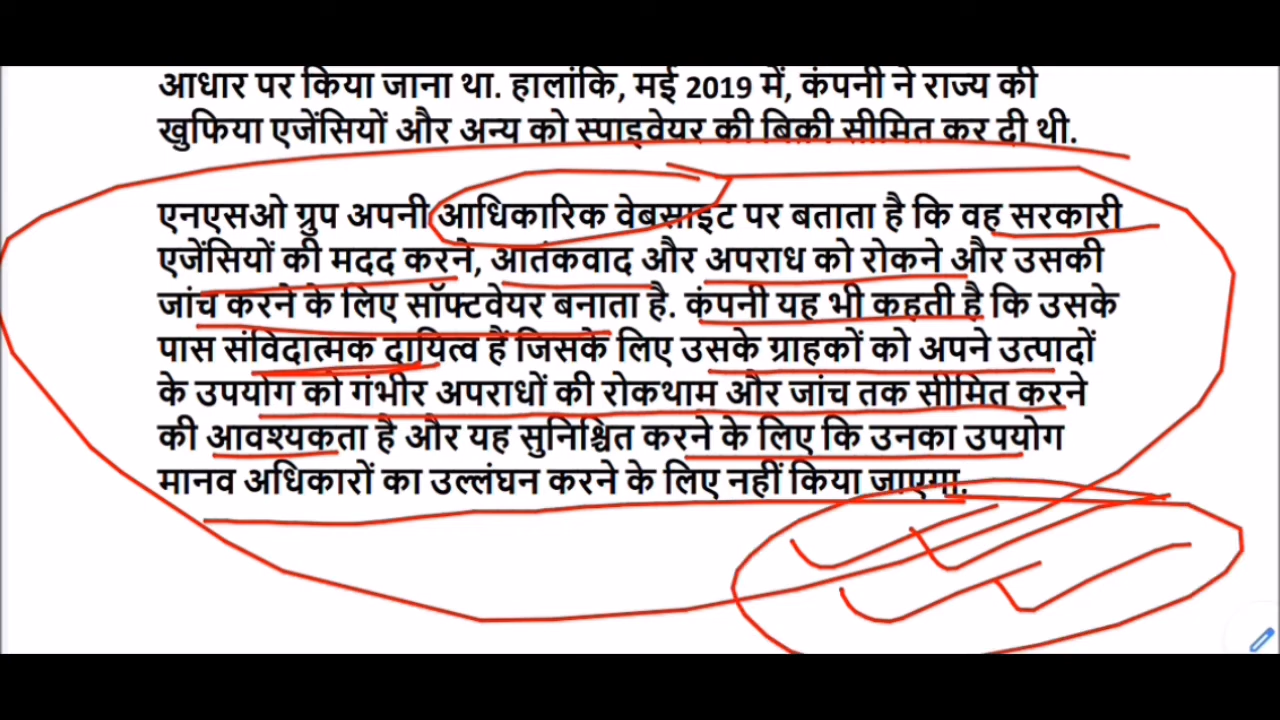 आधार पर किया जाना था. हालांकि, मई 2019 में, कंपनी ने राज्य की
खुफिया एजेंसियों और अन्य को स्पाइवेयर की बिक्री सीमित कर दी थी.
एनएसओ ग्रुप अपनी आधिकारिक वेबसाइट पर बताता है कि वह सरकारी
एजेंसियों की मदद करने, आतंकवाद और अपराध को रोकने और उसकी
जांच करने के लिए सॉफ्टवेयर बनाता है. कंपनी यह भी कहती है कि उसके
पास संविदात्मक दायित्व हैं जिसके लिए उसके ग्राहकों को अपने उत्पादों
के उपयोग को गंभीर अपराधों की रोकथाम और जांच तक सीमित करने
की आवश्यकता है और यह सुनिश्चित करने के लिए कि उनका उपयोग
मानव अधिकारों का उल्लंघन करने के लिए नहीं किया जाएगा.